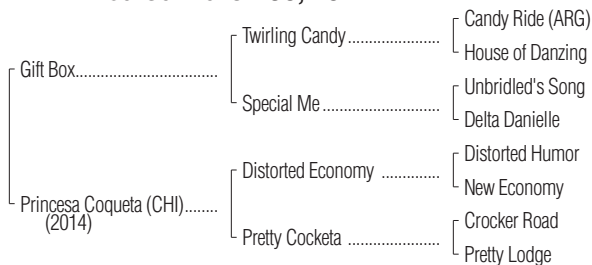 Candy Ride (ARG)
Twirling Candy......................
House of Danzing
Gift Box..................................
Unbridled's Song
Special Me............................
Delta Danielle
Distorted Humor
Distorted Economy ..............
New Economy
Princesa Coqueta (CHI)........
(2014)
Crocker Road
Pretty Cocketa ......................
Pretty Lodge